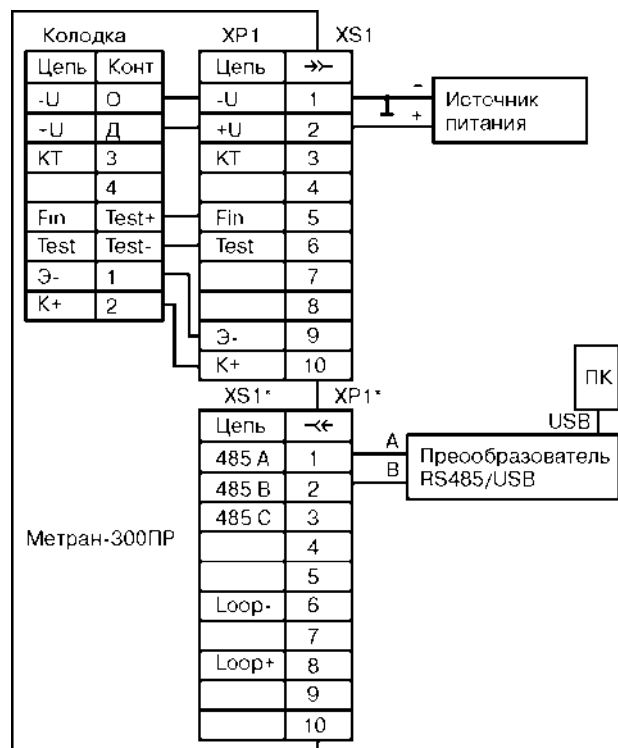 Колодка XP1 XS1
Цепь Конт Цепь
-U О -U 1 - Источник
+U Д +U 2 + питания
КТ 3 КТ 3
4 4
Fin Test+ Fin 5
Test Test- Test 6
Э- 1 7
К+ 2 8
Э- 9
К+ 10
ПК
XS1* XP1*
USB
Цепь
485 A 1 A Преобразователь
485 B 2 B RS485/USB
485 C 3
Метран-300ПР 4
5
Loop- 6
7
Loop+ 8
9
10